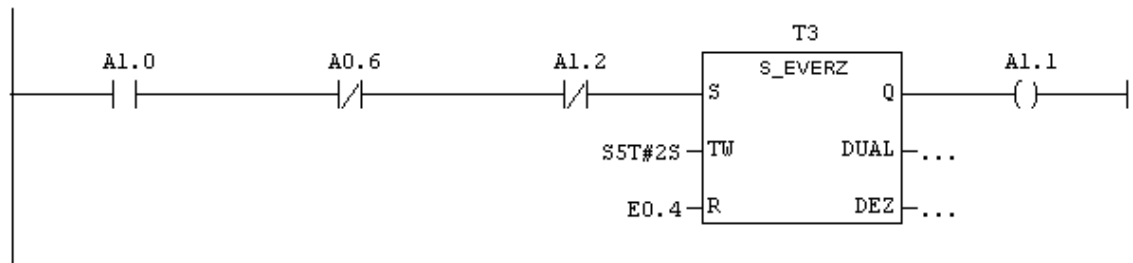 T3
A1.0 A0.6 A1.2 S_EVERZ A1.1
S Q
S5T#2S TW DUAL ...
E0.4 R DEZ ...